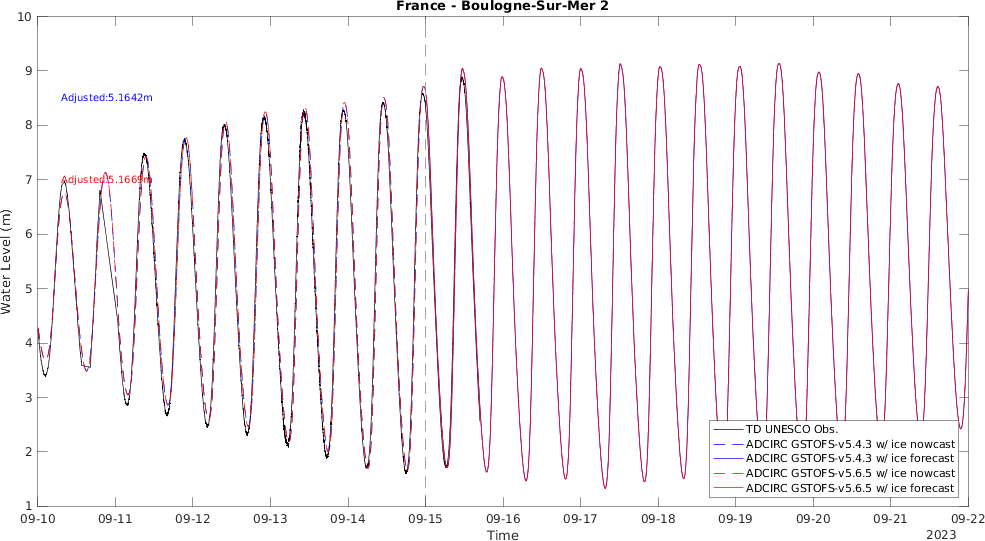 France - Boulogne-Sur-Mer 2
Water Level (m)
10
9
8
7
6
5
4
3
2
1
Adjusted:5.1642m
Adjusted:5.1669m
TD UNESCO Obs.
ADCIRC GSTOFS-v5.4.3 w/ ice nowcast
ADCIRC GSTOFS-v5.4.3 w/ ice forecast
ADCIRC GSTOFS-v5.6.5 w/ ice nowcast
ADCIRC GSTOFS-v5.6.5 w/ ice forecast
09-10 09-11 09-12 09-13 09-14 09-15 09-16 09-17 09-18 09-19 09-20 09-21 09-22
Time
2023